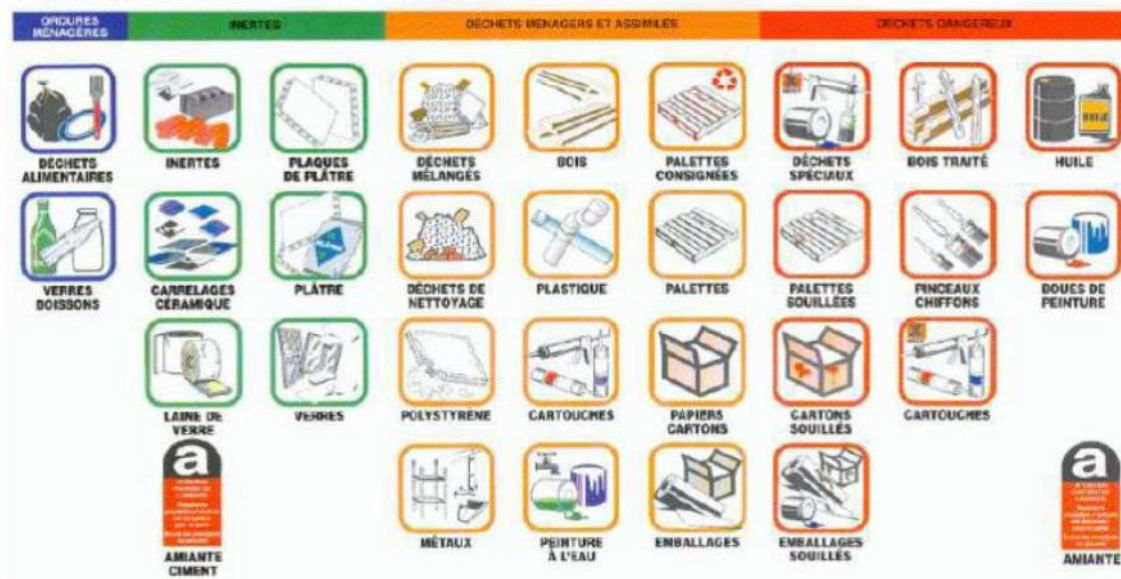 ORDURES
MÉNAGÈRES
INERTES
DÉCHETS MÉNAGERS ET ASSIMILÉS
DÉCHETS DANGEREUX
DÉCHETS
ALIMENTAIRES
INERTES
PLAQUES
DE PLÂTRE
DÉCHETS
MÉLANGÉS
BOIS
PALETTES
CONSIGNÉES
DÉCHETS
SPÉCIAUX
BOIS TRAITÉ
HUILE
HUILE
VERRES
BOISSONS
CARRELAGES
CÉRAMIQUE
PLÂTRE
PLÂTRE
DÉCHETS DE
NETTOYAGE
PLASTIQUE
PALETTES
PALETTES
SOUILLÉES
PINCEAUX
CHIFFONS
BOUES DE
PEINTURE
LAINE DE
VERRE
VERRES
POLYSTYRÈNE
CARTOUCHES
PAPIERS
CARTONS
CARTONS
SOUILLÉS
CARTOUCHES
a
AMIANTE
CIMENT
MÉTAUX
PEINTURE
À L'EAU
EMBALLAGES
EMBALLAGES
SOUILLÉS
a
AMIANTE